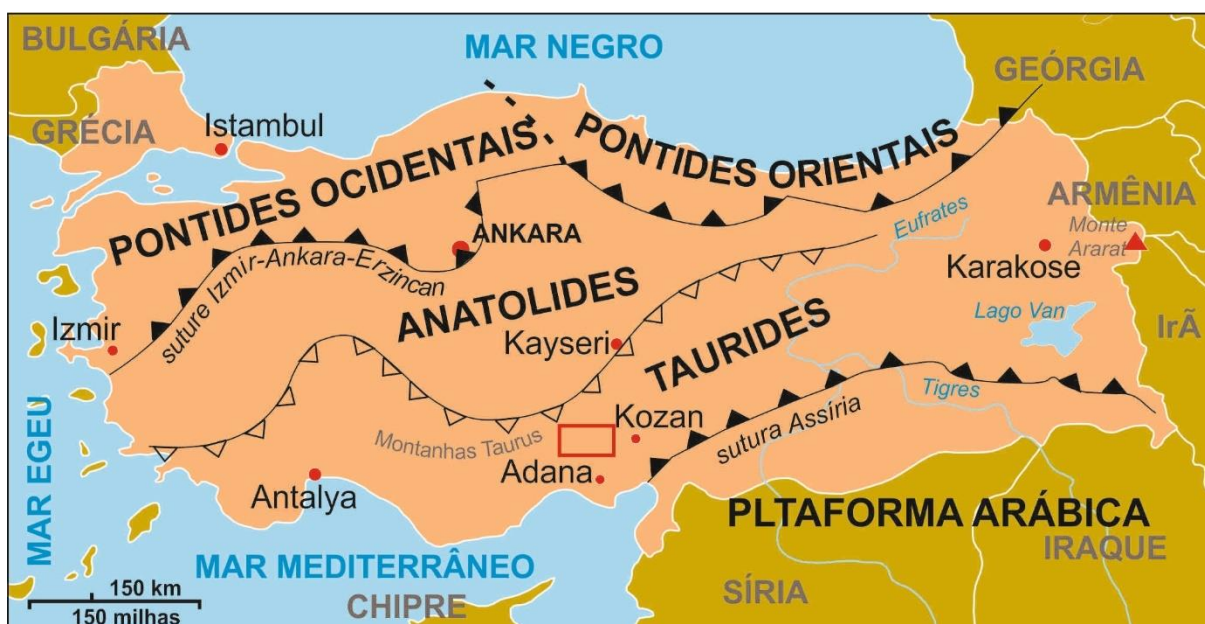 BULGÁRIA
MAR NEGRO
GEÓRGIA
GRÉCIA
Istambul
PONTIDES OCIDENTAIS
PONTIDES ORIENTAIS
ARMÊNIA
Monte
Ararat
Eufrates
ANKARA
Karakose
suture Izmir-Ankara-Erzincan
ANATOLIDES
Lago Van
Izmir
Kayseri
TAURIDES
IrÃ
MAR EGEU
Montanhas Taurus
Kozan
sutura Assíria
Tigres
Antalya
Adana
PLTAFORMA ARÁBICA
IRAQUE
MAR MEDITERRÂNEO
SÍRIA
CHIPRE
150 km
150 milhas